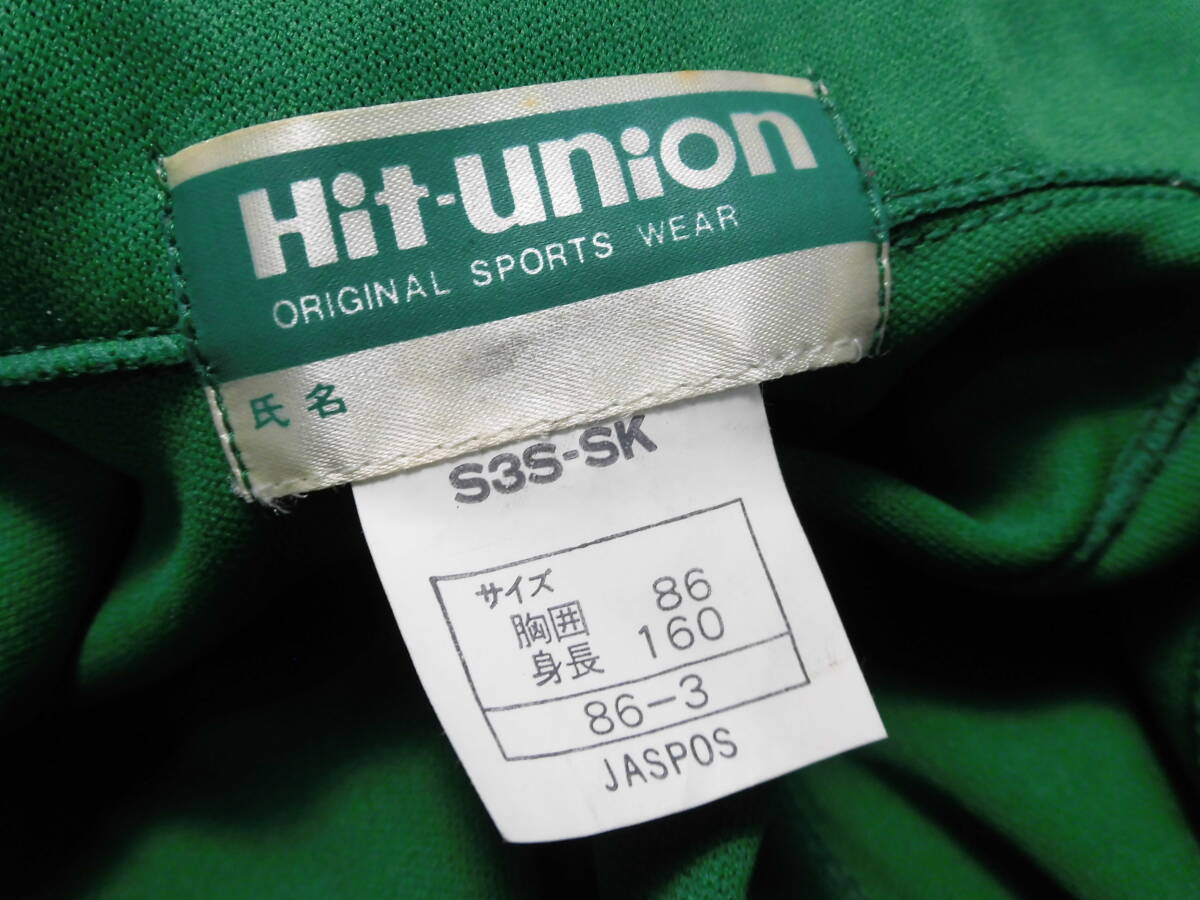 Hit-union
ORIGINAL SPORTS WEAR
氏名
S3S-SK
サイズ
胸囲 86
身長 160
86-3
JASPOS